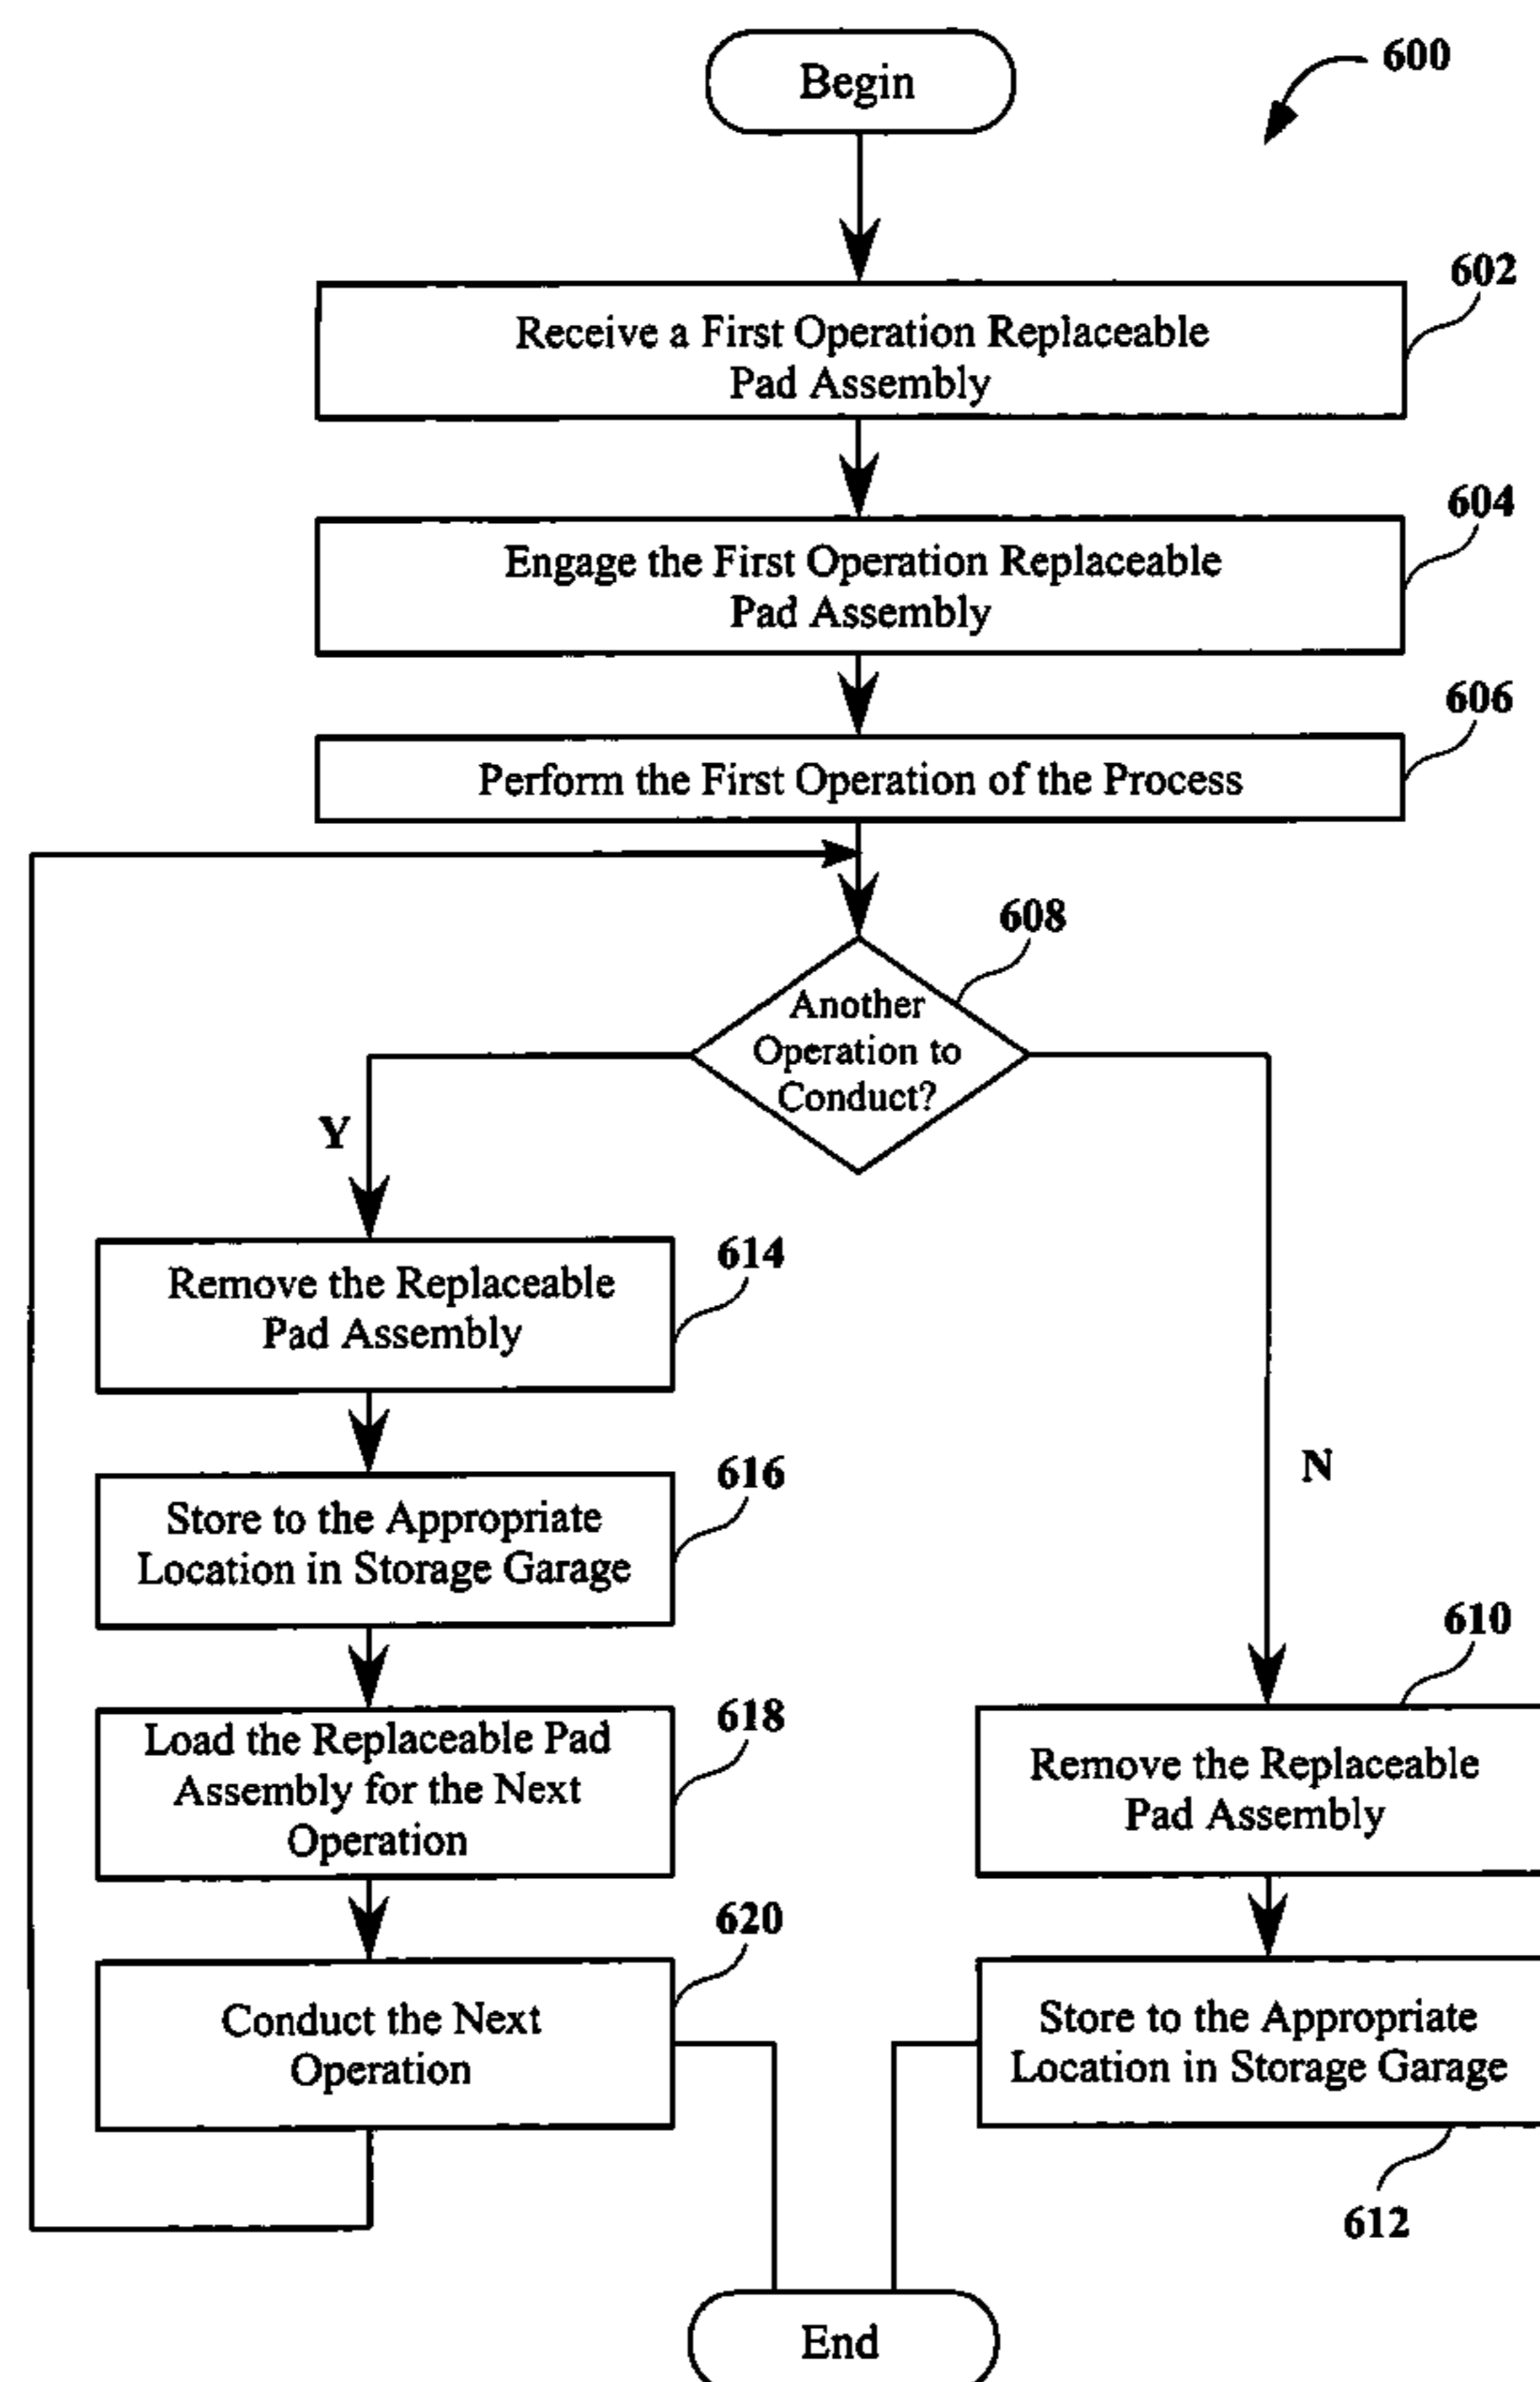 Begin
600
602
Receive a First Operation Replaceable
Pad Assembly
604
Engage the First Operation Replaceable
Pad Assembly
606
Perform the First Operation of the Process
608
Another
Operation to
Conduct?
Y
614
Remove the Replaceable
Pad Assembly
N
616
Store to the Appropriate
Location in Storage Garage
618
Load the Replaceable Pad
Assembly for the Next
Operation
610
Remove the Replaceable
Pad Assembly
620
Conduct the Next
Operation
Store to the Appropriate
Location in Storage Garage
612
End